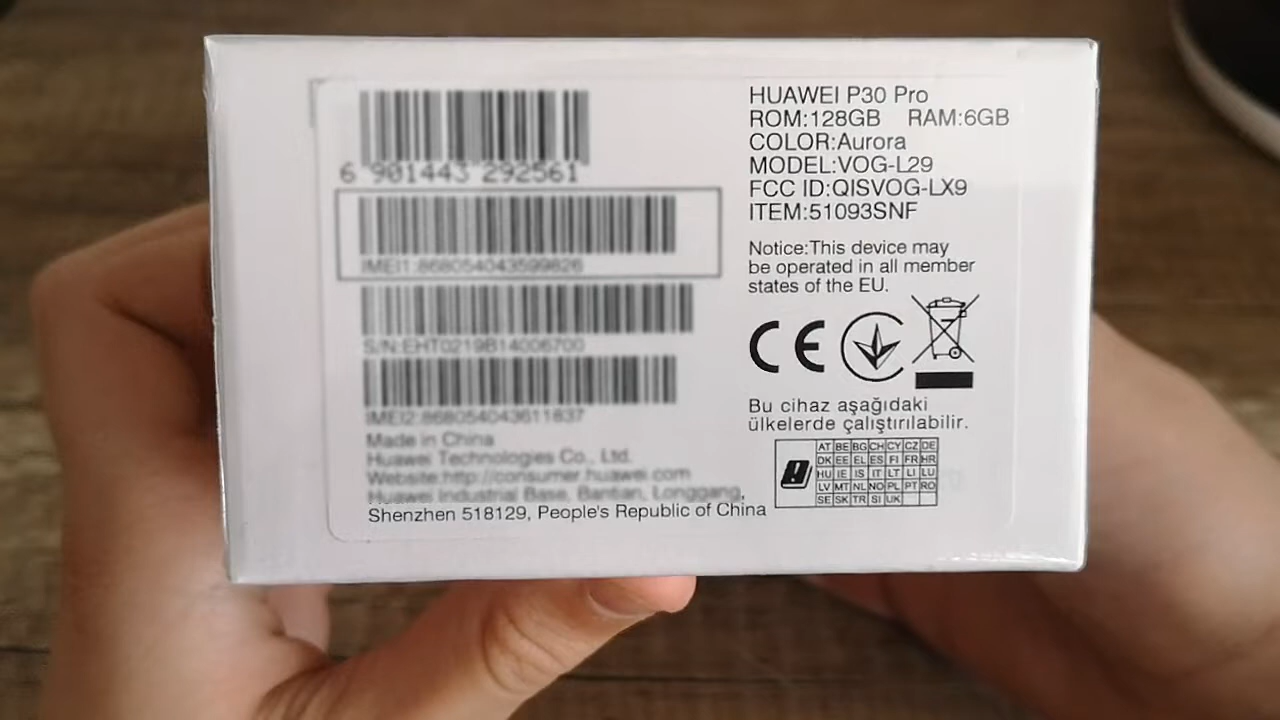 6 901443 292561
IMEI1:868054043599826
S/N:EHT0219B14006700
IMEI2:868054043611837
Made in China
Huawei Technologies Co., Ltd.
Website:http://consumer.huawei.com
Huawei Industrial Base, Bantian, Longgang,
Shenzhen 518129, People's Republic of China
HUAWEI P30 Pro
ROM:128GB RAM:6GB
COLOR:Aurora
MODEL:VOG-L29
FCC ID:QISVOG-LX9
ITEM:51093SNF
Notice:This device may
be operated in all member
states of the EU.
CE
Bu cihaz aşağıdaki
ülkelerde çalıştırılabilir.
AT BE BG CH CY CZ DE
DK EE EL ES FI FR HR
HU IE IS IT LT LI LU
LV MT NL NO PL PT RO
SE SK TR SI UK